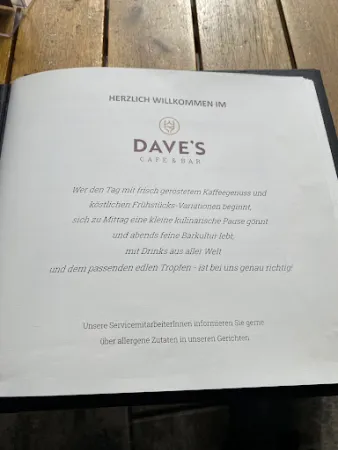 HERZLICH WILLKOMMEN IM
DAVE'S
CAFE & BAR
Wer den Tag mit frisch geröstetem Kaffeegenuss und
köstlichen Frühstücks-Variationen beginnt,
sich zu Mittag eine kleine kulinarische Pause gönnt
und abends feine Barkultur lebt,
mit Drinks aus aller Welt
und dem passenden edlen Tropfen - ist bei uns genau richtig!
Unsere ServicemitarbeiterInnen informieren Sie gerne
über allergene Zutaten in unseren Gerichten